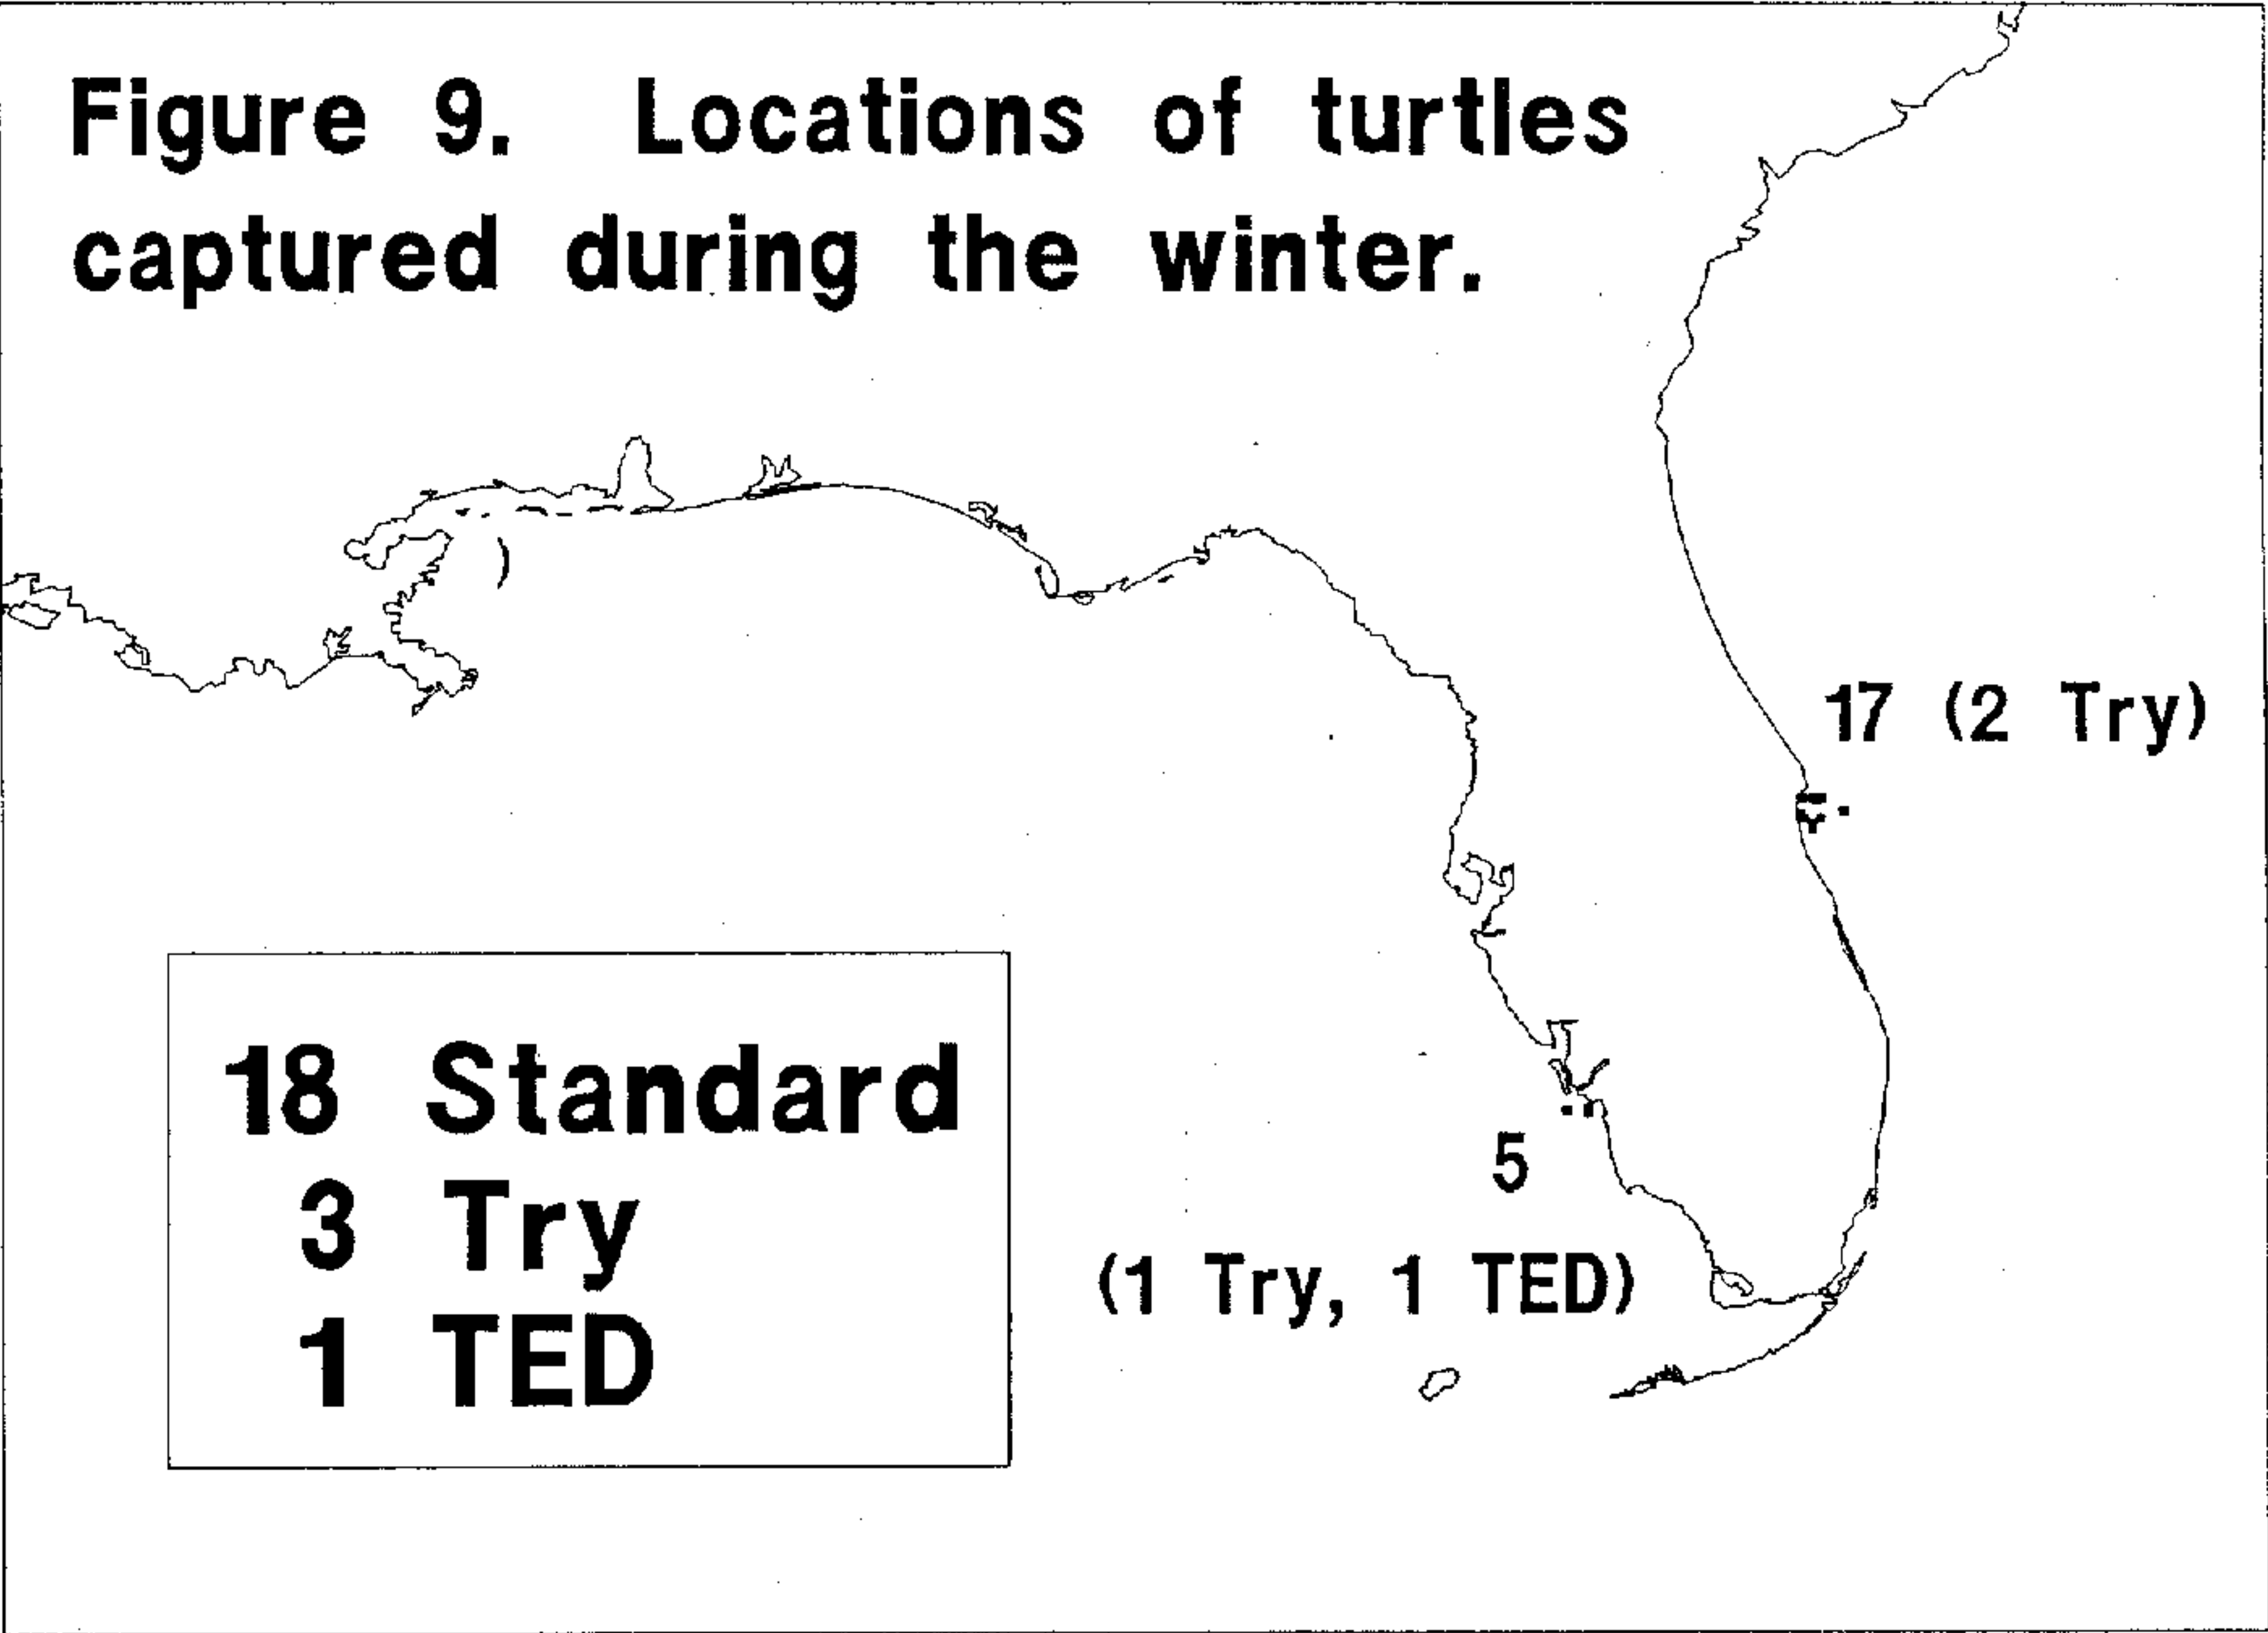 Figure 9. Locations of turtles
captured during the winter.
17 (2 Try)
5
(1 Try, 1 TED)
18 Standard
3 Try
1 TED